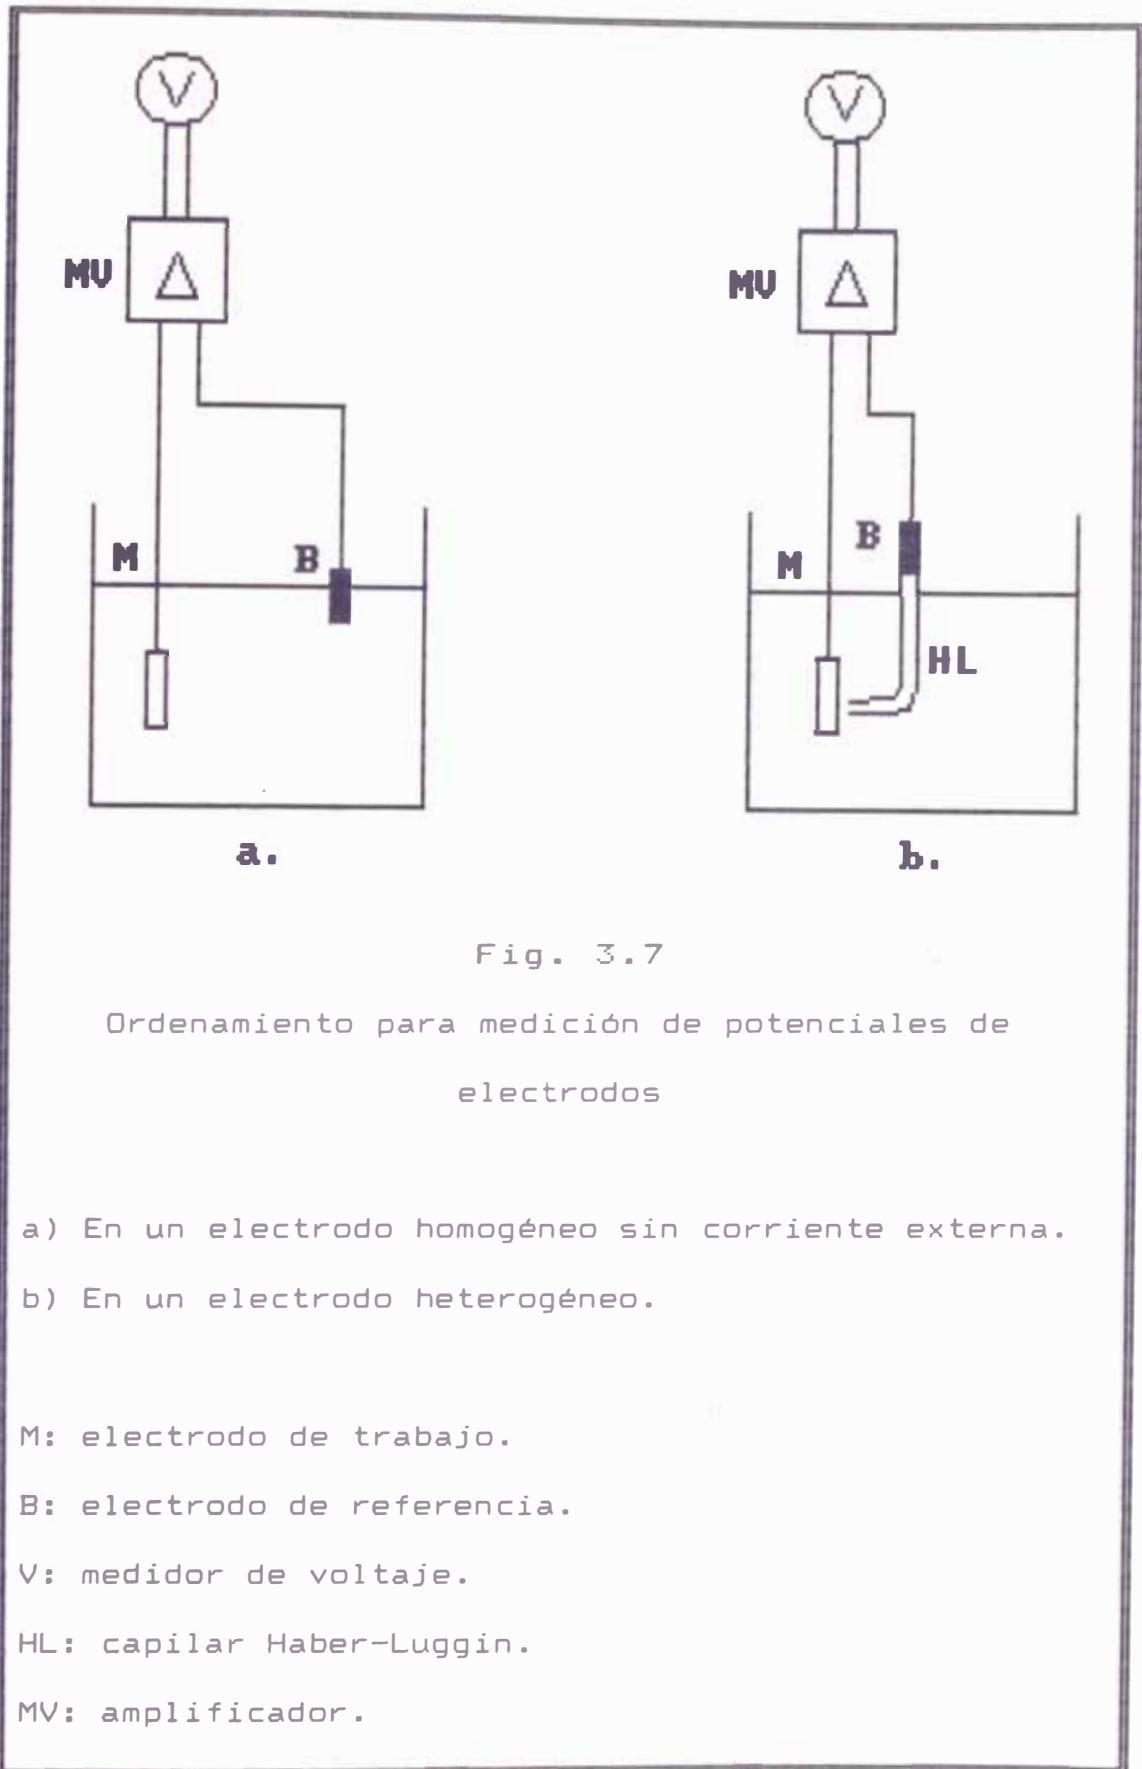 V
V
MV
MV
M
B
M
B
HL
a.
b.
Fig. 3.7
Ordenamiento para medición de potenciales de
electrodos
a) En un electrodo homogéneo sin corriente externa.
b) En un electrodo heterogéneo.
M: electrodo de trabajo.
B: electrodo de referencia.
V: medidor de voltaje.
HL: capilar Haber-Luggin.
MV: amplificador.